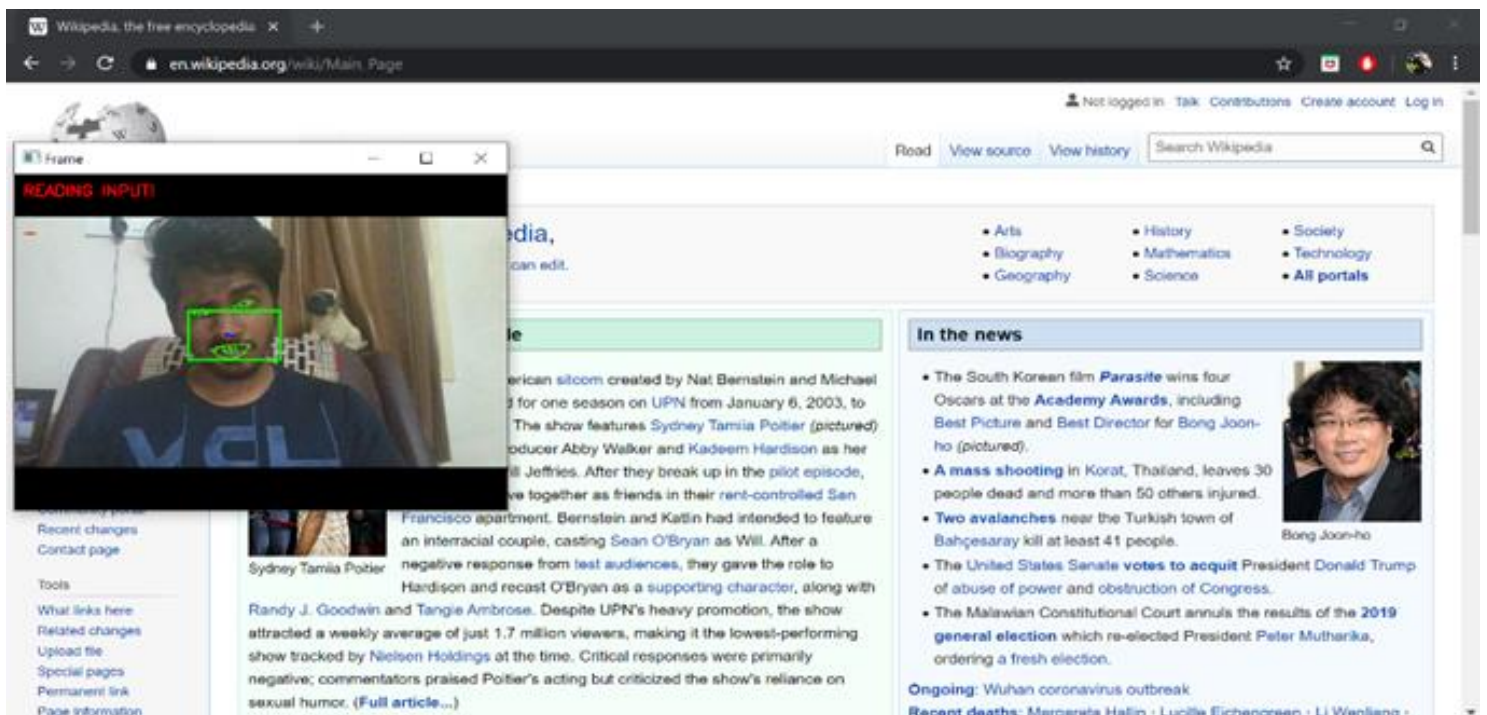 Wikipedia, the free encyclopedia
en.wikipedia.org/wiki/Main_Page
Not logged in Talk Contributions Create account Log in
Read View source View history Search Wikipedia
Frame
READING INPUT!
edia,
can edit.
Arts
Biography
Geography
History
Mathematics
Science
Society
Technology
All portals
le
erican sitcom created by Nat Bernstein and Michael
d for one season on UPN from January 6, 2003, to
The show features Sydney Tamiia Poitier (pictured)
oducer Abby Walker and Kadeem Hardison as her
ill Jeffries. After they break up in the pilot episode,
ve together as friends in their rent-controlled San
Francisco apartment. Bernstein and Katlin had intended to feature
an interracial couple, casting Sean O'Bryan as Will. After a
negative response from test audiences, they gave the role to
Hardison and recast O'Bryan as a supporting character, along with
Randy J. Goodwin and Tangie Ambrose. Despite UPN's heavy promotion, the show
attracted a weekly average of just 1.7 million viewers, making it the lowest-performing
show tracked by Nielsen Holdings at the time. Critical responses were primarily
negative; commentators praised Poitier's acting but criticized the show's reliance on
sexual humor. (Full article...)
Sydney Tamiia Poitier
In the news
The South Korean film Parasite wins four
Oscars at the Academy Awards, including
Best Picture and Best Director for Bong Joon-
ho (pictured).
A mass shooting in Korat, Thailand, leaves 30
people dead and more than 50 others injured.
Two avalanches near the Turkish town of
Bahçesaray kill at least 41 people.
The United States Senate votes to acquit President Donald Trump
of abuse of power and obstruction of Congress.
The Malawian Constitutional Court annuls the results of the 2019
general election which re-elected President Peter Mutharika,
ordering a fresh election.
Bong Joon-ho
Ongoing: Wuhan coronavirus outbreak
Recent deaths: Margareta Hallin · Lucille Eichengreen · Li Wenliang ·
Recent changes
Contact page
Tools
What links here
Related changes
Upload file
Special pages
Permanent link
Page information